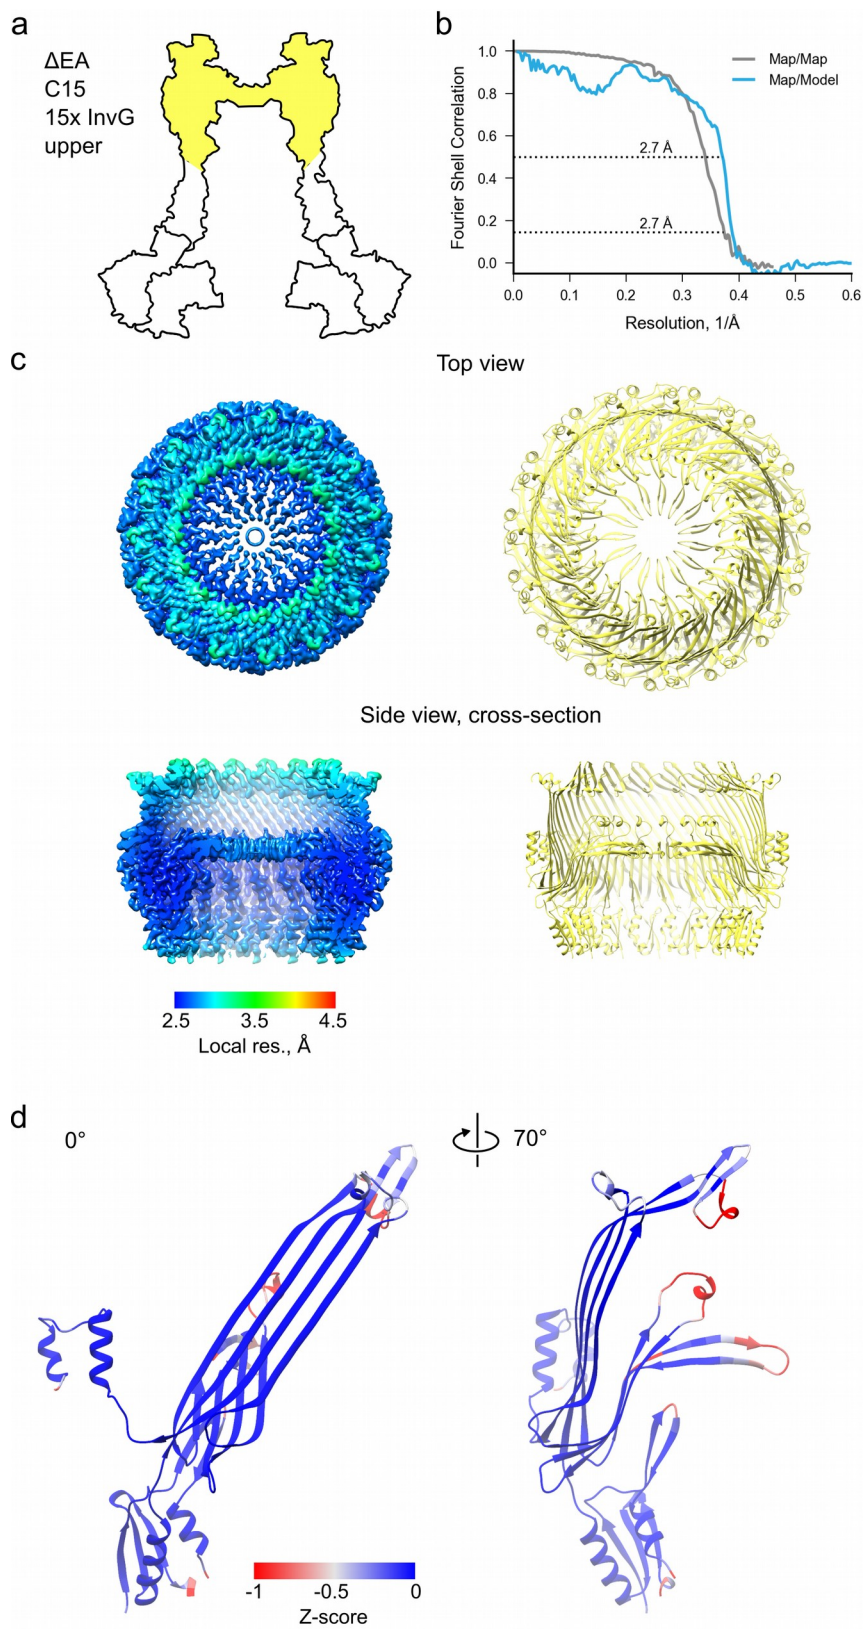 a
ΔEA
C15
15x InvG
upper
b
Fourier Shell Correlation
1.0
0.8
0.6
0.4
0.2
0.0
Map/Map
Map/Model
2.7 Å
2.7 Å
0.0 0.1 0.2 0.3 0.4 0.5 0.6
Resolution, 1/Å
c
Top view
Side view, cross-section
2.5 3.5 4.5
Local res., Å
d
0°
70°
-1 -0.5 0
Z-score